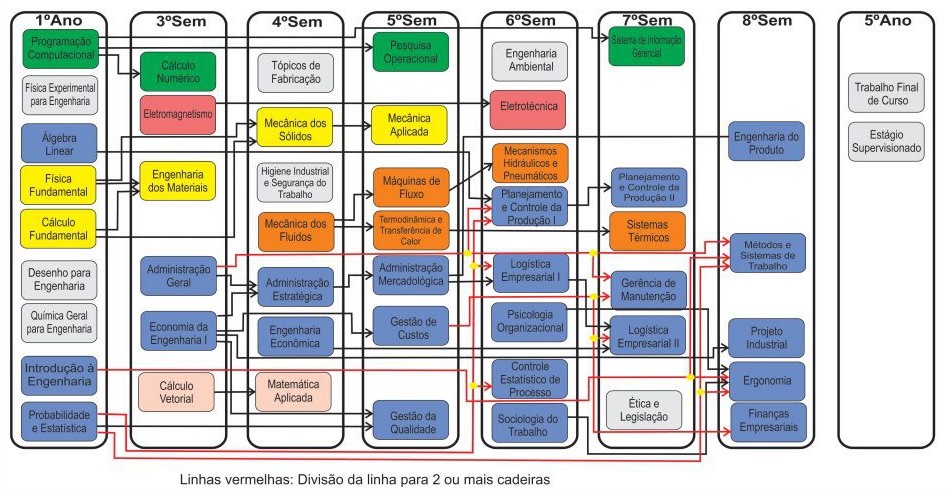 1ºAno
3ºSem
4ºSem
5ºSem
6ºSem
7ºSem
8ºSem
5ºAno
Programação
Computacional
Física Experimental
para Engenharia
Álgebra
Linear
Física
Fundamental
Cálculo
Fundamental
Desenho para
Engenharia
Química Geral
para Engenharia
Introdução á
Engenharia
Probabilidade
e Estatística
Cálculo
Numérico
Eletromagnetismo
Engenharia
dos Materiais
Administração
Geral
Economia da
Engenharia I
Cálculo
Vetorial
Tópicos de
Fabricação
Mecânica dos
Sólidos
Higiene Industrial
e Segurança do
Trabalho
Mecânica dos
Fluidos
Administração
Estratégica
Engenharia
Econômica
Matemática
Aplicada
Pesquisa
Operacional
Mecânica
Aplicada
Máquinas
de Fluxo
Termodinâmica e
Transferência de
Calor
Administração
Mercadológica
Gestão de
Custos
Gestão da
Qualidade
Engenharia
Ambiental
Eletrotécnica
Mecanismos
Hidráulicos e
Pneumáticos
Planejamento
e Controle da
Produção I
Logística
Empresarial I
Psicologia
Organizacional
Controle
Estatístico de
Processo
Sociologia do
Trabalho
Sistema de Informação
Gerencial
Planejamento
e Controle da
Produção II
Sistemas
Térmicos
Gerência de
Manutenção
Logística
Empresarial II
Ética e
Legislação
Engenharia do
Produto
Métodos e
Sistemas de
Trabalho
Projeto
Industrial
Ergonomia
Finanças
Empresariais
Trabalho Final
de Curso
Estágio
Supervisionado
Linhas vermelhas: Divisão da linha para 2 ou mais cadeiras